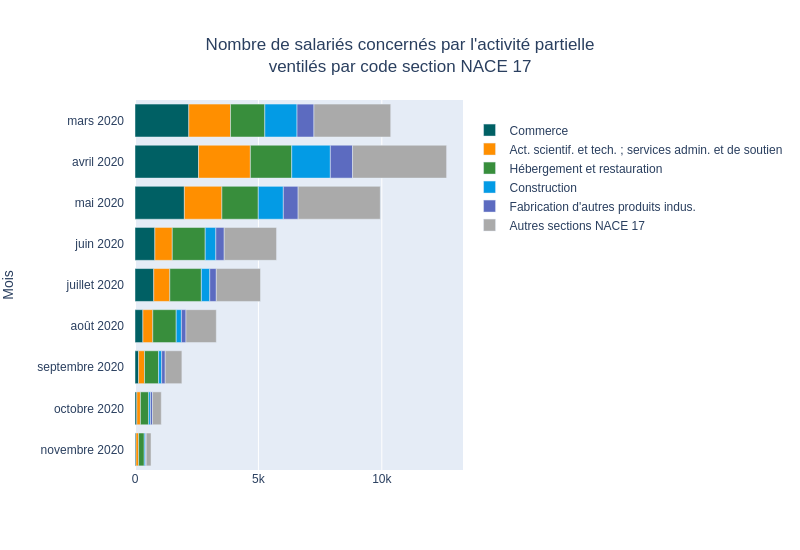 Nombre de salariés concernés par l'activité partielle
ventilés par code section NACE 17
mars 2020
avril 2020
mai 2020
juin 2020
juillet 2020
août 2020
septembre 2020
octobre 2020
novembre 2020
Mois
0
5k
10k
Commerce
Act. scientif. et tech. ; services admin. et de soutien
Hébergement et restauration
Construction
Fabrication d'autres produits indus.
Autres sections NACE 17